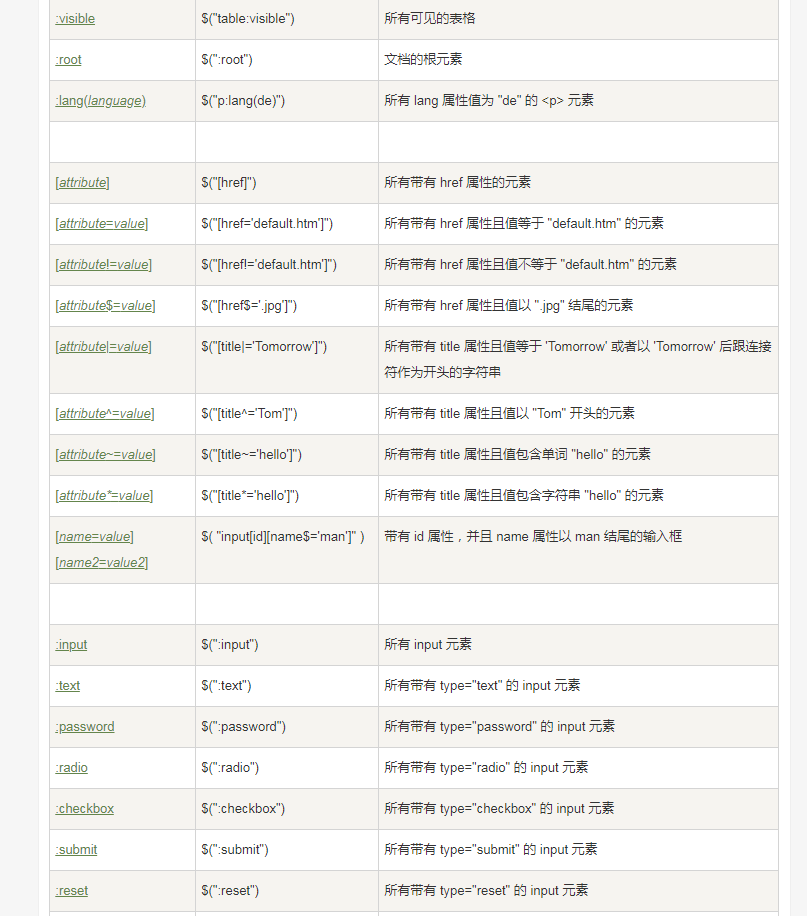 :visible $("table:visible") 所有可见的表格
:root $(":root") 文档的根元素
:lang(language) $("p:lang(de)") 所有 lang 属性值为 "de" 的 <p> 元素
[attribute] $("[href]") 所有带有 href 属性的元素
[attribute=value] $("[href='default.htm']") 所有带有 href 属性且值等于 "default.htm" 的元素
[attribute!=value] $("[href!='default.htm']") 所有带有 href 属性且值不等于 "default.htm" 的元素
[attribute$=value] $("[href$='.jpg']") 所有带有 href 属性且值以 ".jpg" 结尾的元素
[attribute|=value] $("[title|='Tomorrow']") 所有带有 title 属性且值等于 'Tomorrow' 或者以 'Tomorrow' 后跟连接
符作为开头的字符串
[attribute^=value] $("[title^='Tom']") 所有带有 title 属性且值以 "Tom" 开头的元素
[attribute~=value] $("[title~='hello']") 所有带有 title 属性且值包含单词 "hello" 的元素
[attribute*=value] $("[title*='hello']") 所有带有 title 属性且值包含字符串 "hello" 的元素
[name=value] $( "input[id][name$='man']" ) 带有 id 属性，并且 name 属性以 man 结尾的输入框
[name2=value2]
:input $(":input") 所有 input 元素
:text $(":text") 所有带有 type="text" 的 input 元素
:password $(":password") 所有带有 type="password" 的 input 元素
:radio $(":radio") 所有带有 type="radio" 的 input 元素
:checkbox $(":checkbox") 所有带有 type="checkbox" 的 input 元素
:submit $(":submit") 所有带有 type="submit" 的 input 元素
:reset $(":reset") 所有带有 type="reset" 的 input 元素